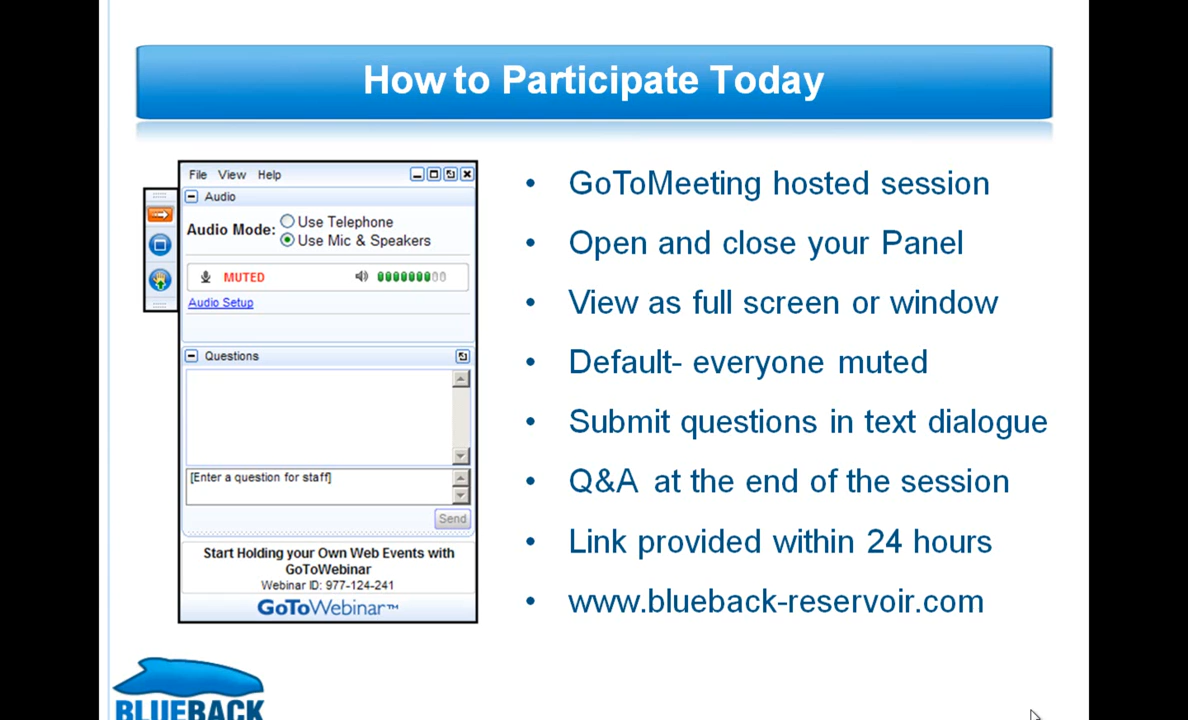 How to Participate Today
File View Help
Audio
Audio Mode: Use Telephone
Use Mic & Speakers
MUTED
Audio Setup
Questions
[Enter a question for staff]
Send
Start Holding your Own Web Events with
GoToWebinar
Webinar ID: 977-124-241
GoToWebinar™
• GoToMeeting hosted session
• Open and close your Panel
• View as full screen or window
• Default- everyone muted
• Submit questions in text dialogue
• Q&A at the end of the session
• Link provided within 24 hours
• www.blueback-reservoir.com
BLUEBACK